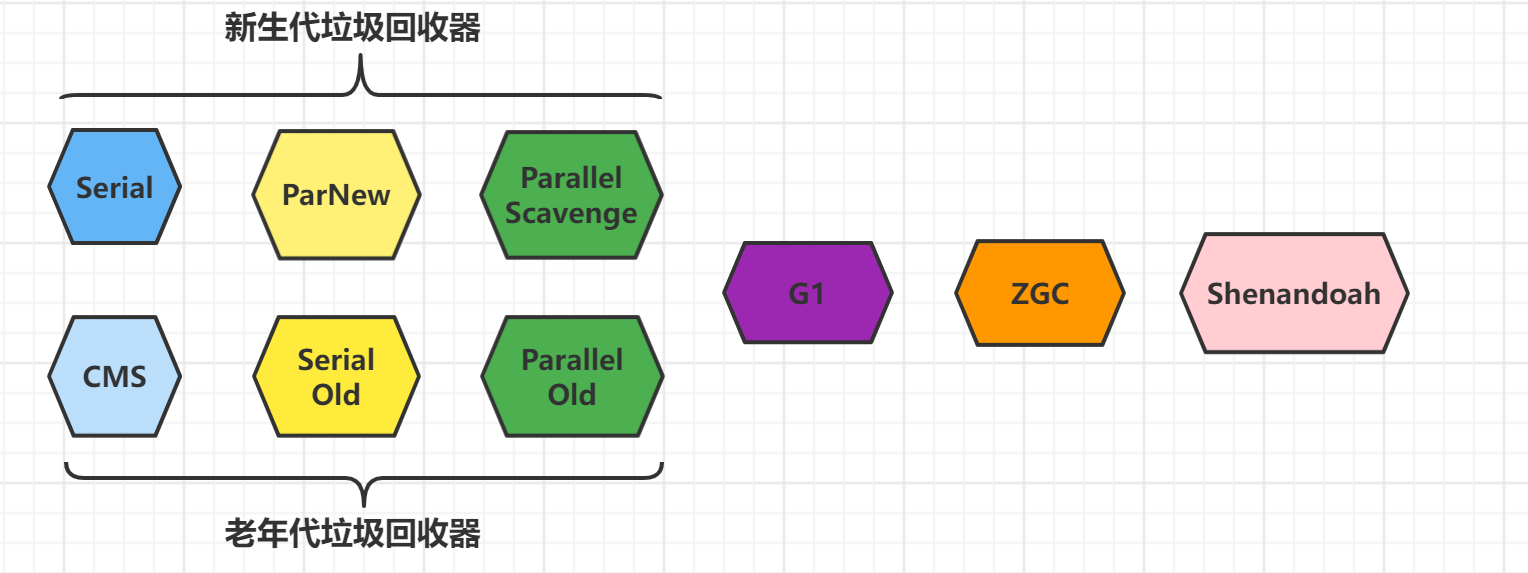 新生代垃圾回收器
Serial
ParNew
Parallel
Scavenge
G1
ZGC
Shenandoah
CMS
Serial
Old
Parallel
Old
老年代垃圾回收器